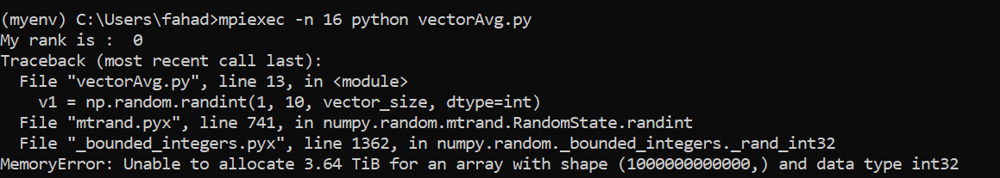 (myenv) C:\Users\fahad>mpiexec -n 16 python vectorAvg.py
My rank is :  0
Traceback (most recent call last):
  File "vectorAvg.py", line 13, in <module>
    v1 = np.random.randint(1, 10, vector_size, dtype=int)
  File "mtrand.pyx", line 741, in numpy.random.mtrand.RandomState.randint
  File "_bounded_integers.pyx", line 1362, in numpy.random._bounded_integers._rand_int32
MemoryError: Unable to allocate 3.64 TiB for an array with shape (1000000000000,) and data type int32